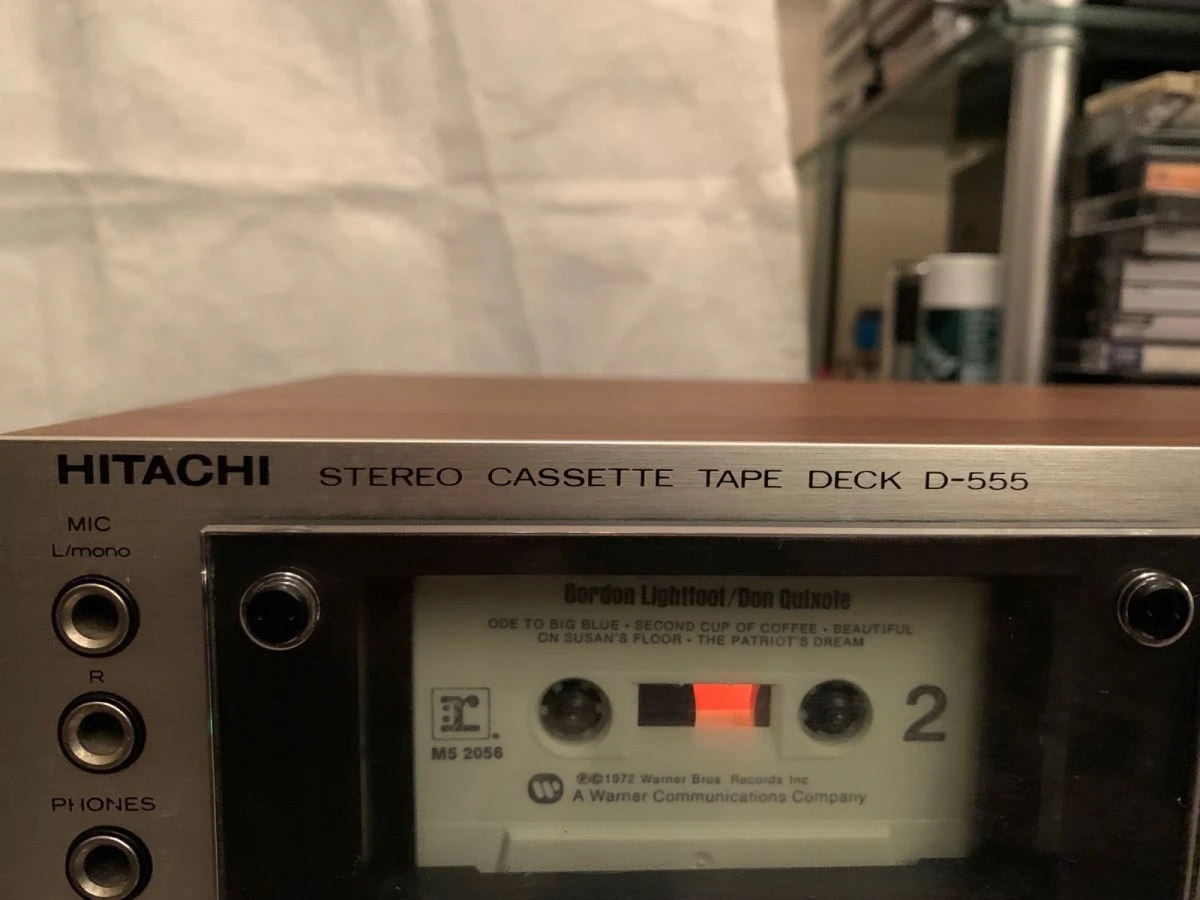 HITACHI STEREO CASSETTE TAPE DECK D-555
MIC
L/mono
R
PHONES
Gordon Lightfoot/Don Quixote
ODE TO BIG BLUE • SECOND CUP OF COFFEE • BEAUTIFUL
ON SUSAN'S FLOOR • THE PATRIOT'S DREAM
r
M5 2056
2
W
℗©1972 Warner Bros Records Inc
A Warner Communications Company